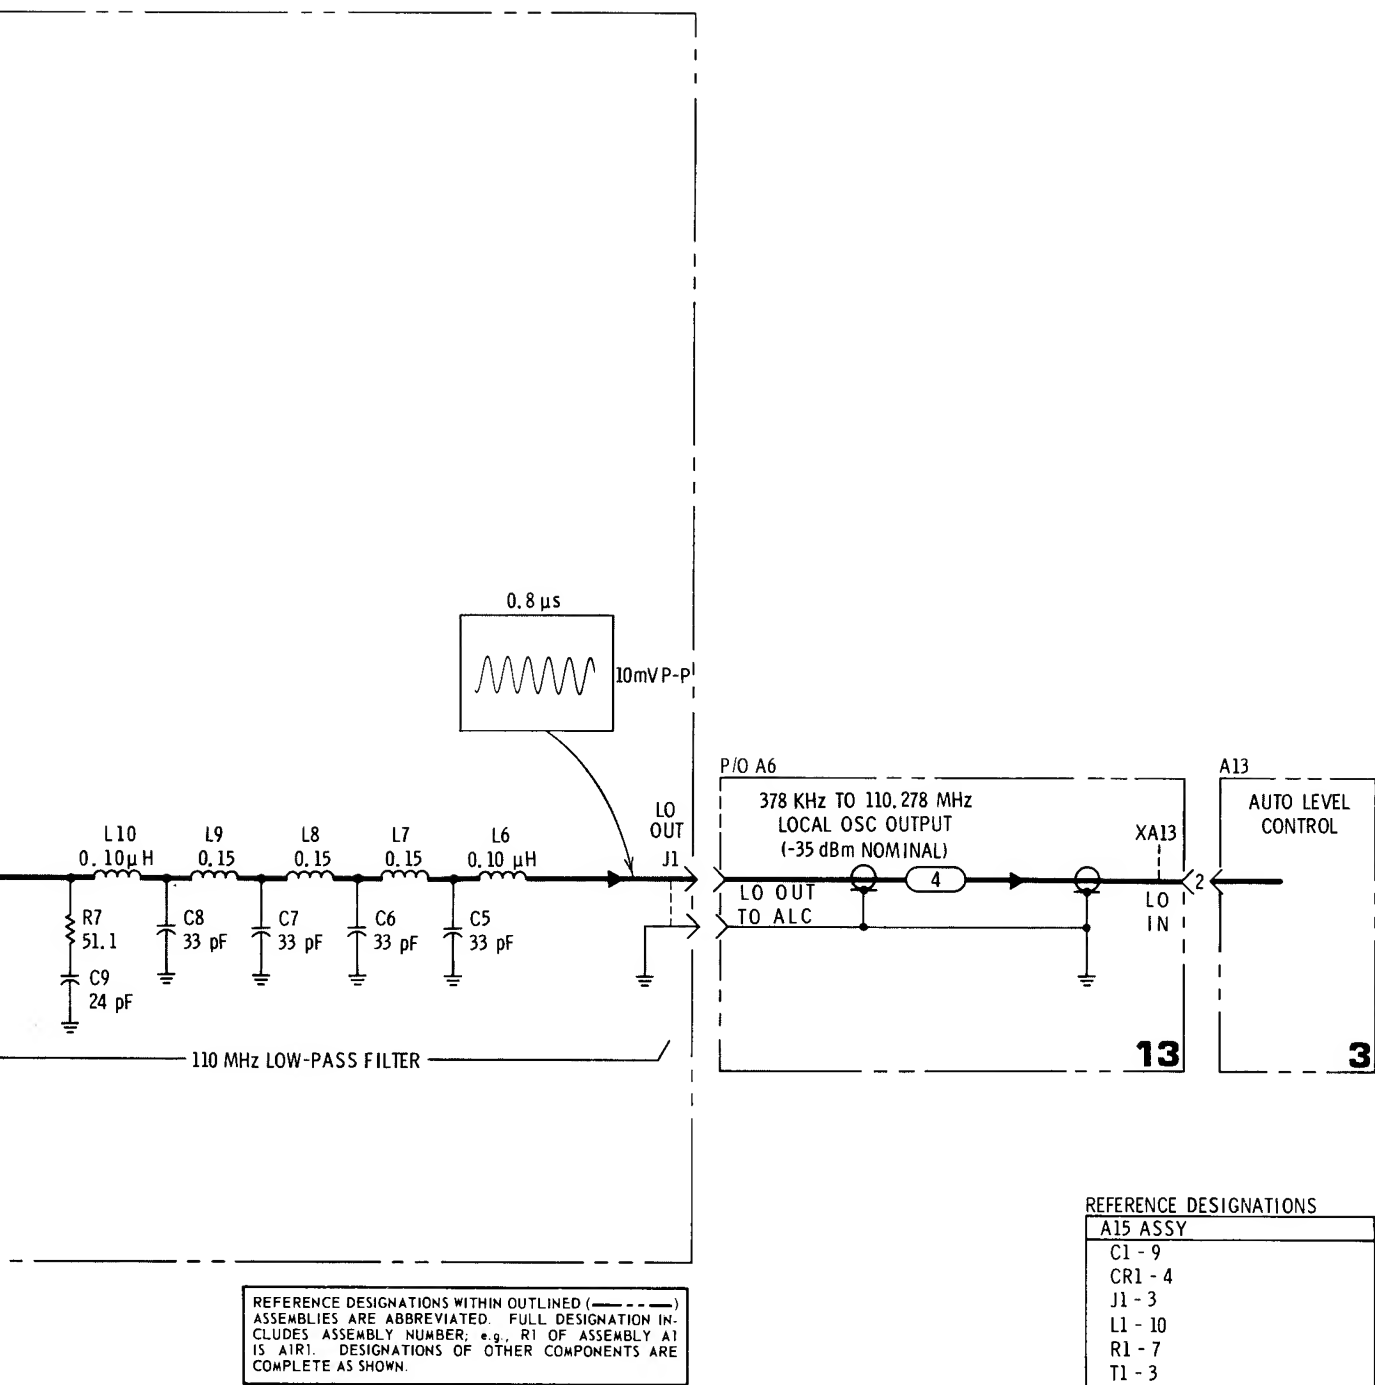 0.8 µs
10mV P-P
P/O A6
A13
378 KHz TO 110.278 MHz
LOCAL OSC OUTPUT
(-35 dBm NOMINAL)
AUTO LEVEL
CONTROL
LO
OUT
J1
XA13
L10
0.10µH
L9
0.15
L8
0.15
L7
0.15
L6
0.10 µH
4
2
LO OUT
TO ALC
LO
IN
R7
51.1
C8
33 pF
C7
33 pF
C6
33 pF
C5
33 pF
C9
24 pF
110 MHz LOW-PASS FILTER
13
3
REFERENCE DESIGNATIONS
A15 ASSY
C1 - 9
CR1 - 4
J1 - 3
L1 - 10
R1 - 7
T1 - 3
REFERENCE DESIGNATIONS WITHIN OUTLINED (— - - —)
ASSEMBLIES ARE ABBREVIATED. FULL DESIGNATION IN-
CLUDES ASSEMBLY NUMBER; e.g., R1 OF ASSEMBLY A1
IS A1R1. DESIGNATIONS OF OTHER COMPONENTS ARE
COMPLETE AS SHOWN.